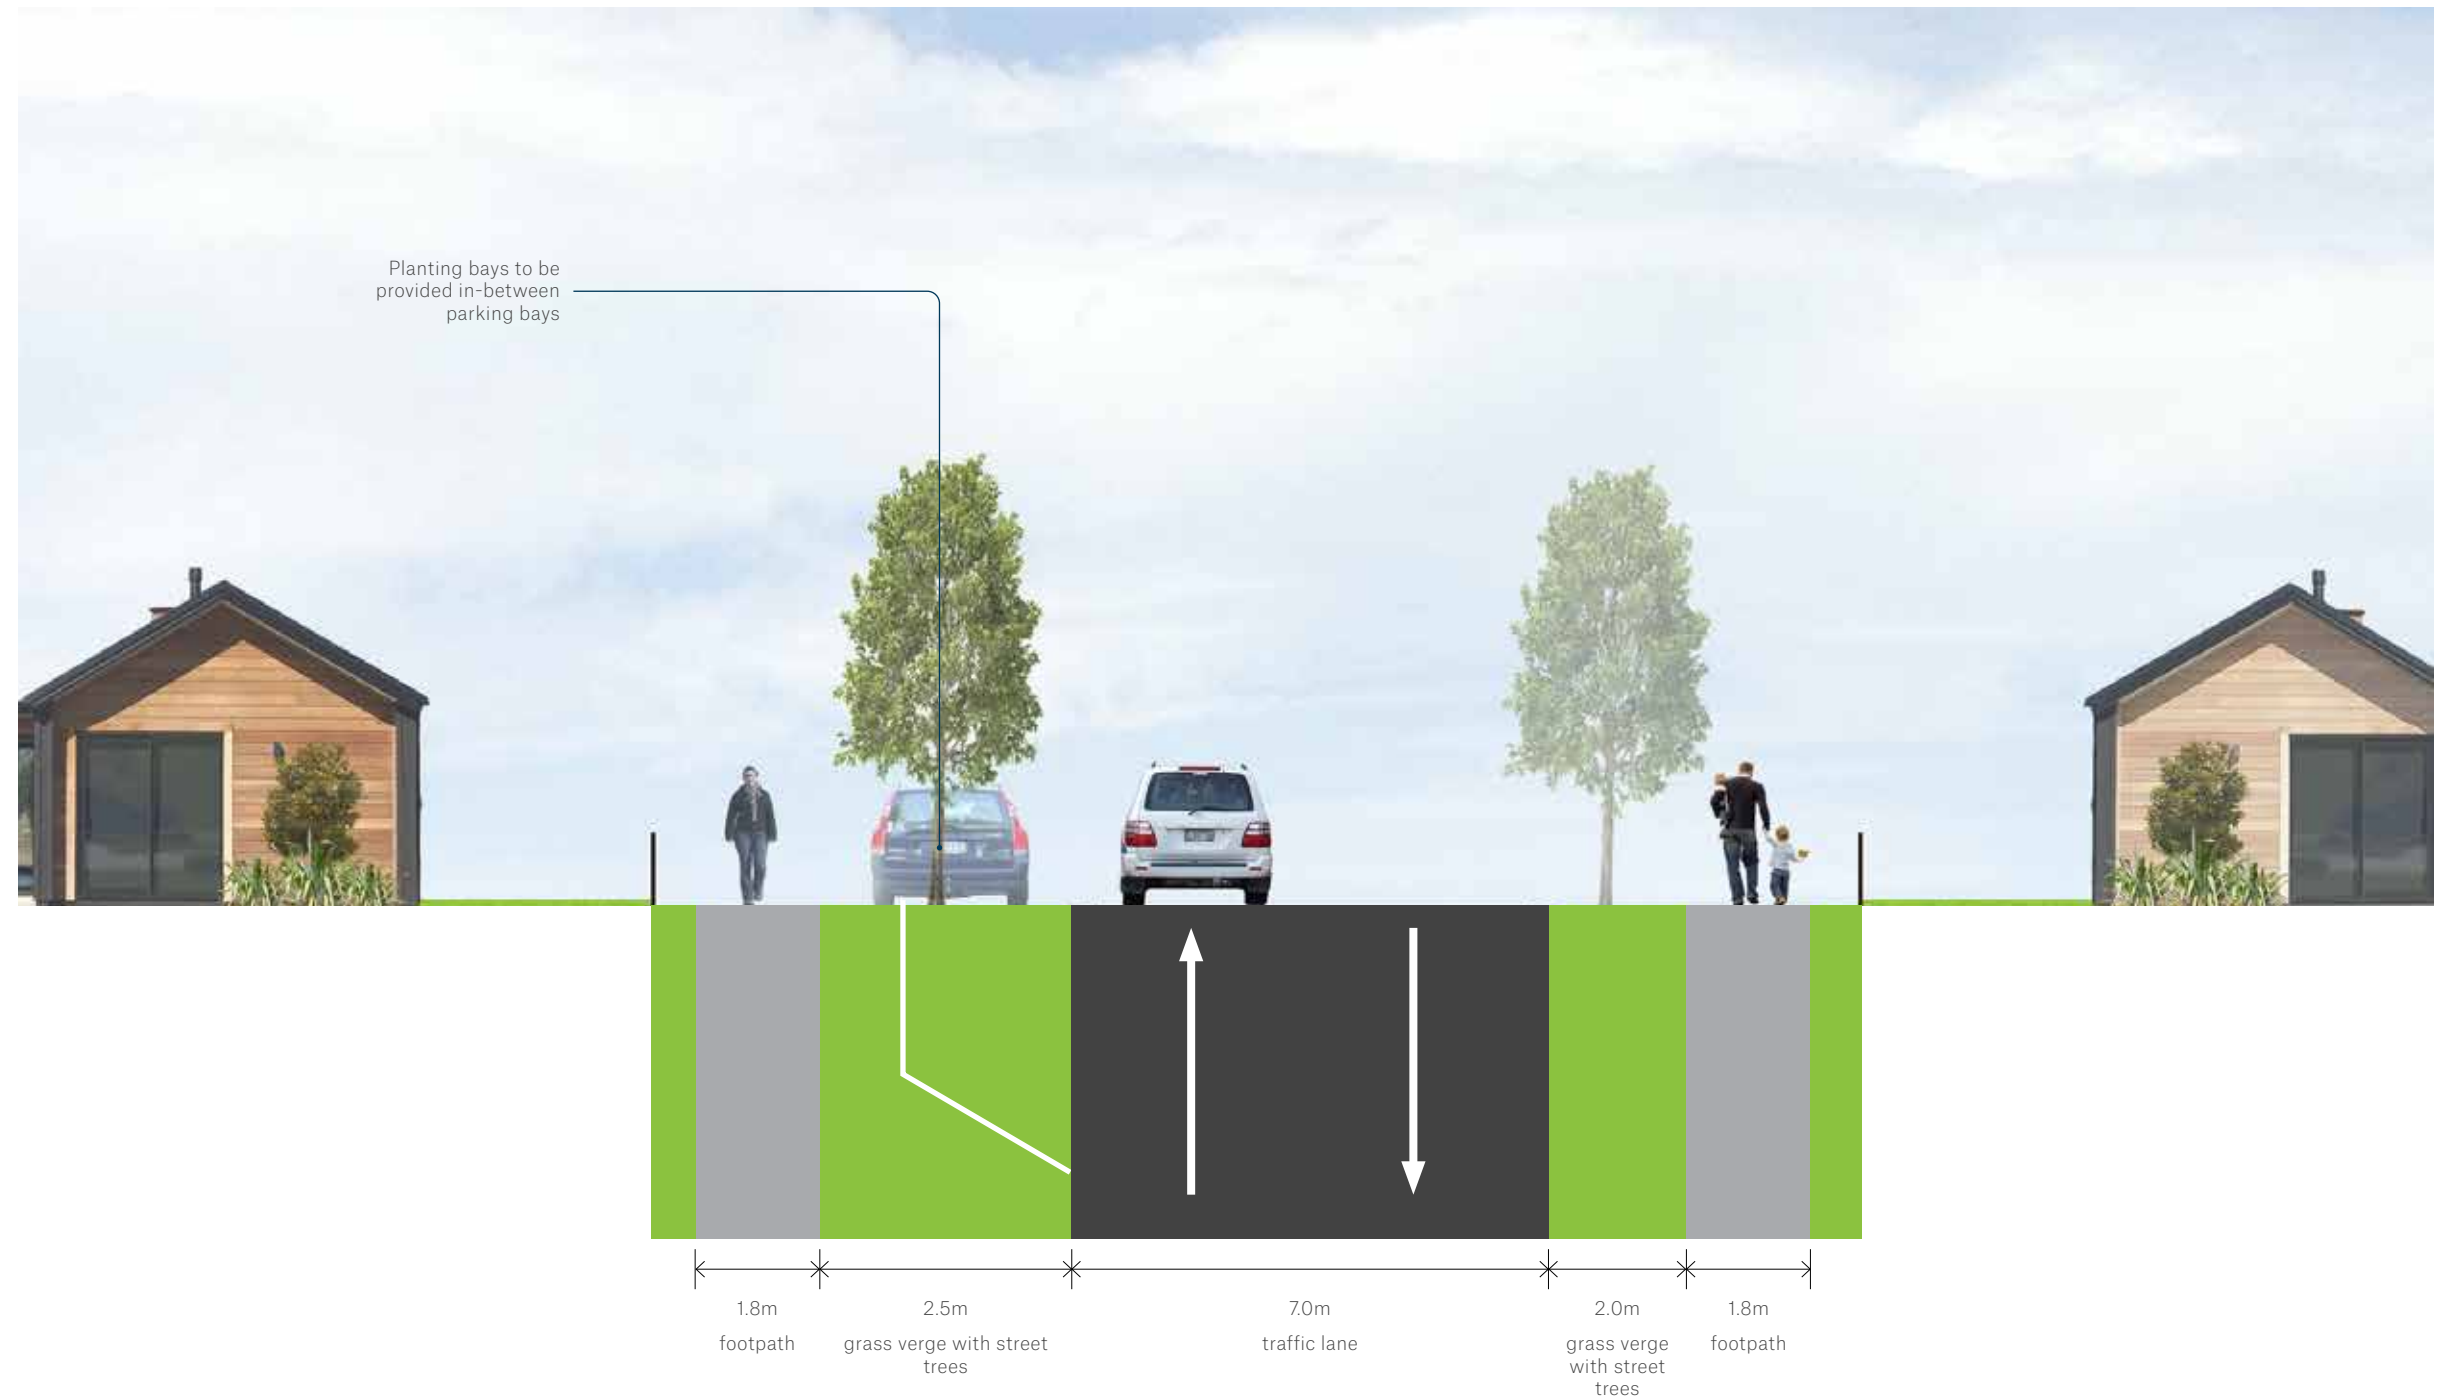 Planting bays to be
provided in-between
parking bays
1.8m
footpath
2.5m
grass verge with street
trees
7.0m
traffic lane
2.0m
grass verge
with street
trees
1.8m
footpath